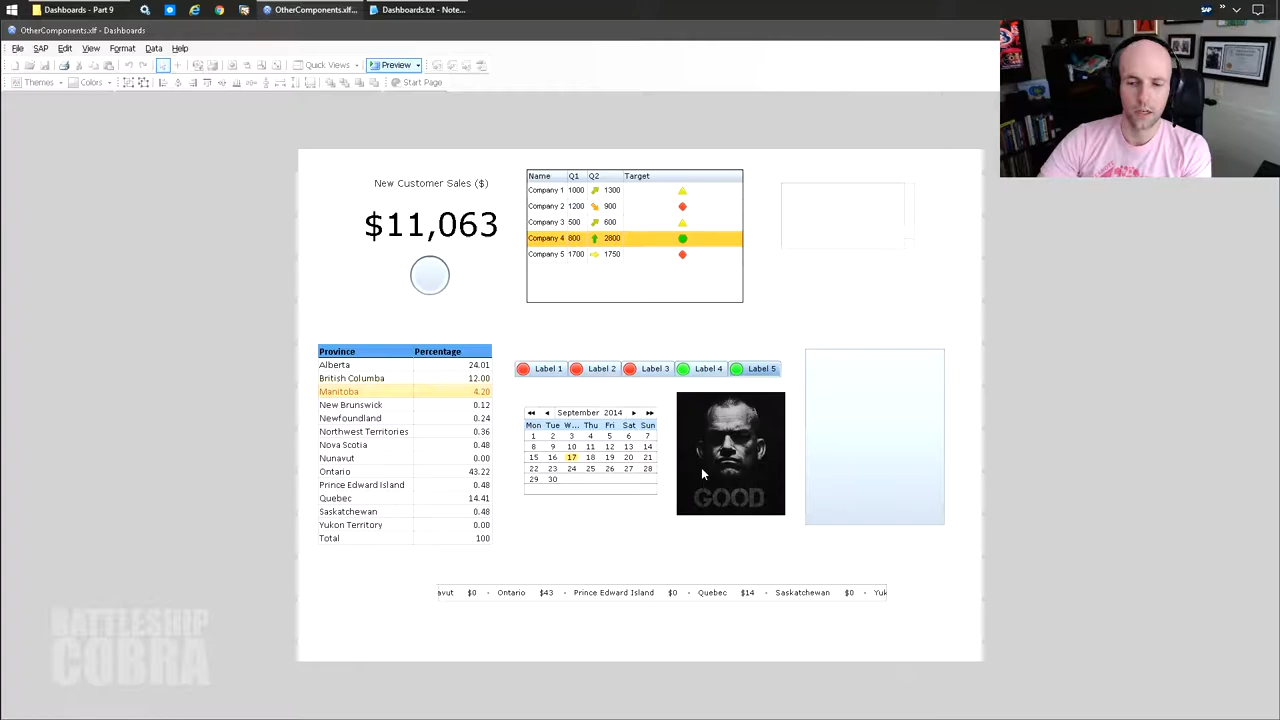 Dashboards - Part 9
OtherComponents.xlf...
Dashboards.txt - Note...
SAP
OtherComponents.xlf - Dashboards
File SAP Edit View Format Data Help
Quick Views Preview
Themes Colors Start Page
New Customer Sales ($)
$11,063
Name Q1 Q2 Target
Company 1 1000 1300
Company 2 1200 900
Company 3 500 600
Company 4 800 2800
Company 5 1700 1750
Province Percentage
Alberta 24.01
British Columba 12.00
Manitoba 4.20
New Brunswick 0.12
Newfoundland 0.24
Northwest Territories 0.36
Nova Scotia 0.48
Nunavut 0.00
Ontario 43.22
Prince Edward Island 0.48
Quebec 14.41
Saskatchewan 0.48
Yukon Territory 0.00
Total 100
Label 1 Label 2 Label 3 Label 4 Label 5
September 2014
Mon Tue W... Thu Fri Sat Sun
1 2 3 4 5 6 7
8 9 10 11 12 13 14
15 16 17 18 19 20 21
22 23 24 25 26 27 28
29 30
GOOD
avut $0 - Ontario $43 - Prince Edward Island $0 - Quebec $14 - Saskatchewan $0 - Yuk
BATTLESHIP
COBRA